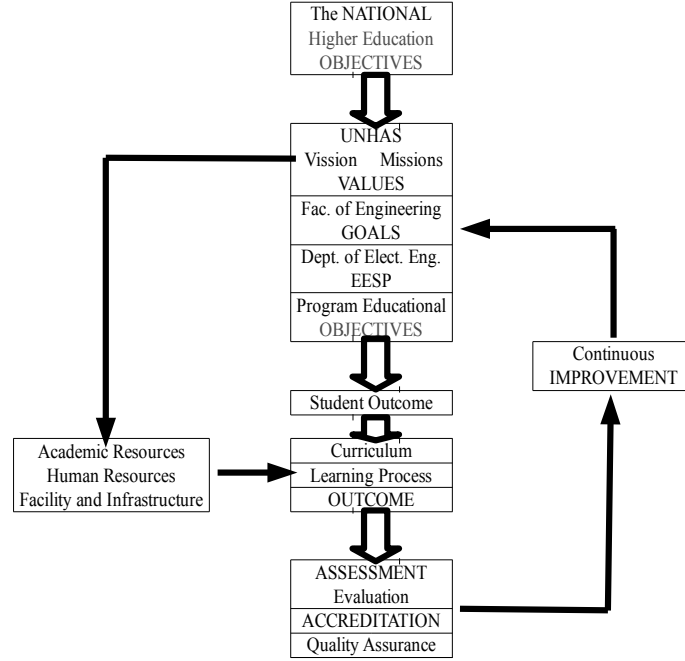 The NATIONAL
Higher Education
OBJECTIVES
UNHAS
Vission Missions
VALUES
Fac. of Engineering
GOALS
Dept. of Elect. Eng.
EESP
Program Educational
OBJECTIVES
Continuous
IMPROVEMENT
Student Outcome
Academic Resources
Human Resources
Facility and Infrastructure
Curriculum
Learning Process
OUTCOME
ASSESSMENT
Evaluation
ACCREDITATION
Quality Assurance